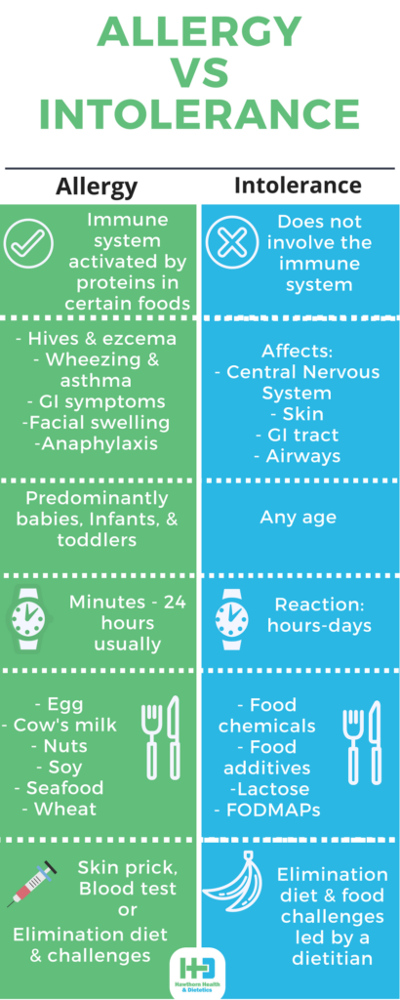 ALLERGY
VS
INTOLERANCE
Allergy
Intolerance
Immune
system
activated by
proteins in
certain foods
Does not
involve the
immune
system
- Hives & ezcema
- Wheezing &
asthma
- GI symptoms
-Facial swelling
-Anaphylaxis
Affects:
- Central Nervous
System
- Skin
- GI tract
- Airways
Predominantly
babies, Infants, &
toddlers
Any age
Minutes - 24
hours
usually
Reaction:
hours-days
- Egg
- Cow's milk
- Nuts
- Soy
- Seafood
- Wheat
- Food
chemicals
- Food
additives
-Lactose
- FODMAPs
Skin prick,
Blood test
or
Elimination diet
& challenges
Elimination
diet & food
challenges
led by a
dietitian
Hawthorn Health
& Dietetics